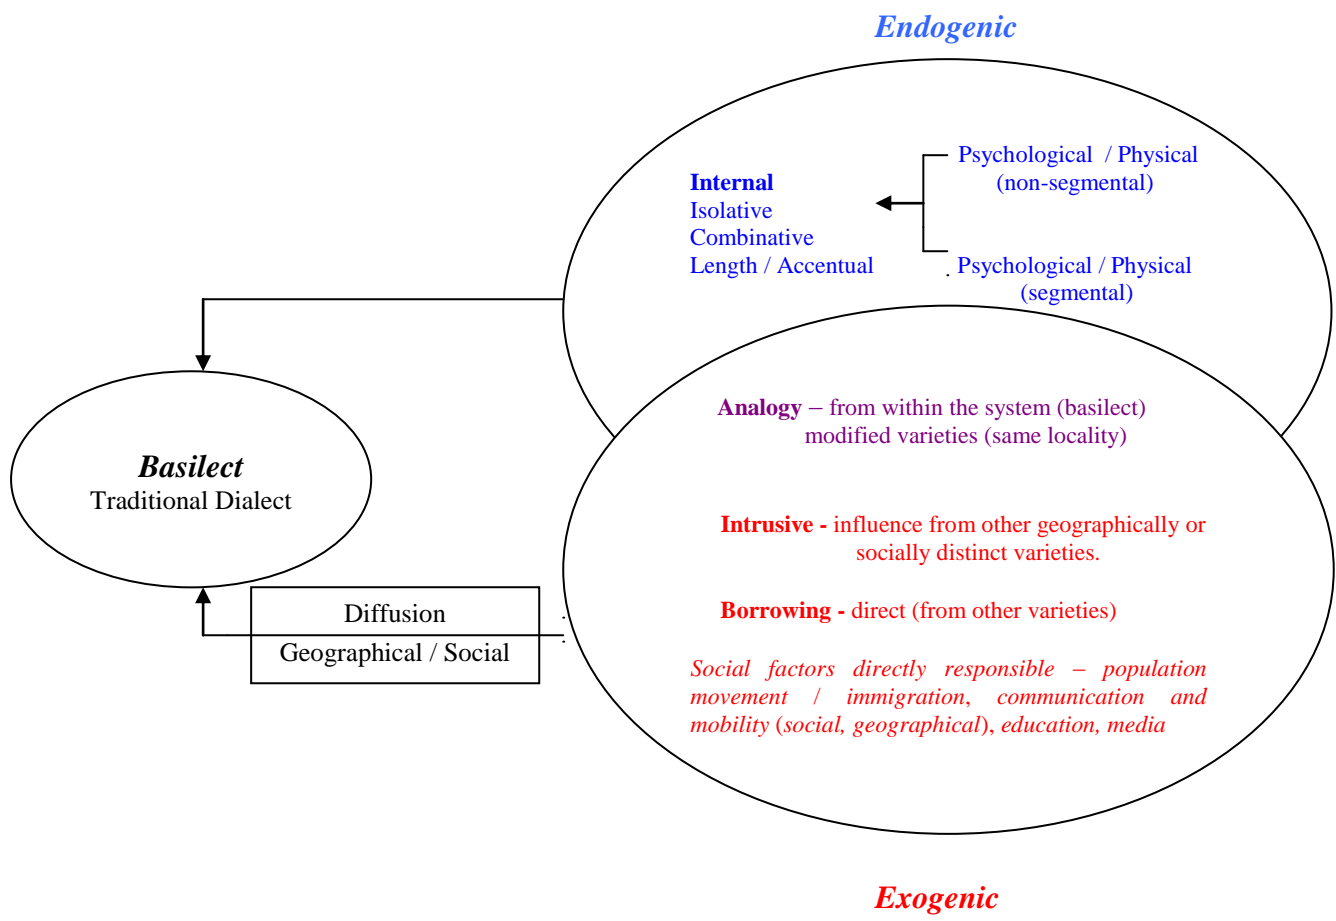 Endogenic
Psychological / Physical
(non-segmental)
Internal
Isolative
Combinative
Length / Accentual
Psychological / Physical
(segmental)
Analogy – from within the system (basilect)
modified varieties (same locality)
Basilect
Traditional Dialect
Intrusive - influence from other geographically or
socially distinct varieties.
Diffusion
Geographical / Social
Borrowing - direct (from other varieties)
Social factors directly responsible – population
movement / immigration, communication and
mobility (social, geographical), education, media
Exogenic